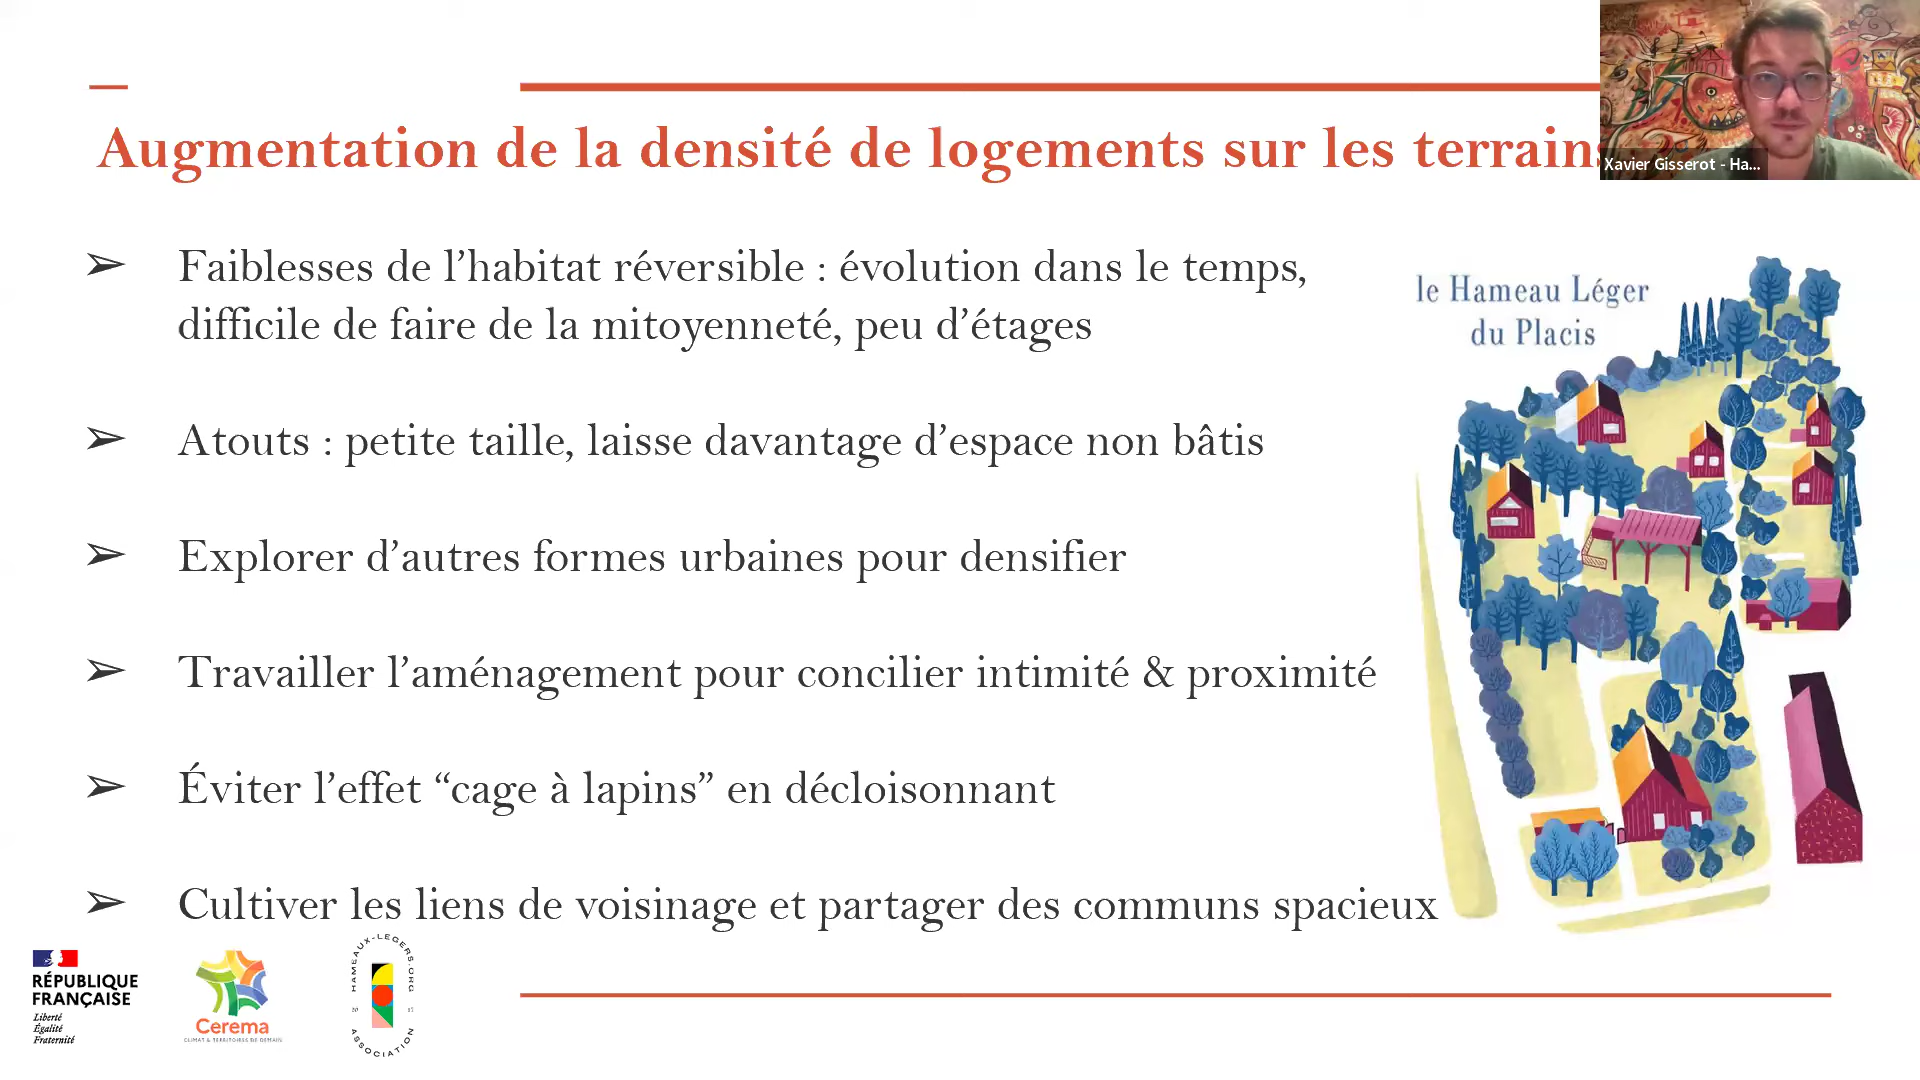 Augmentation de la densité de logements sur les terrains
Xavier Gisserot - Ha...
➢ Faiblesses de l’habitat réversible : évolution dans le temps,
difficile de faire de la mitoyenneté, peu d’étages
➢ Atouts : petite taille, laisse davantage d’espace non bâtis
➢ Explorer d’autres formes urbaines pour densifier
➢ Travailler l’aménagement pour concilier intimité & proximité
➢ Éviter l’effet “cage à lapins” en décloisonnant
➢ Cultiver les liens de voisinage et partager des communs spacieux
le Hameau Léger
du Placis
RÉPUBLIQUE
FRANÇAISE
Liberté
Égalité
Fraternité
Cerema
CLIMAT & TERRITOIRES DE DEMAIN
HAMEAUX-LEGERS.ORG
ASSOCIATION